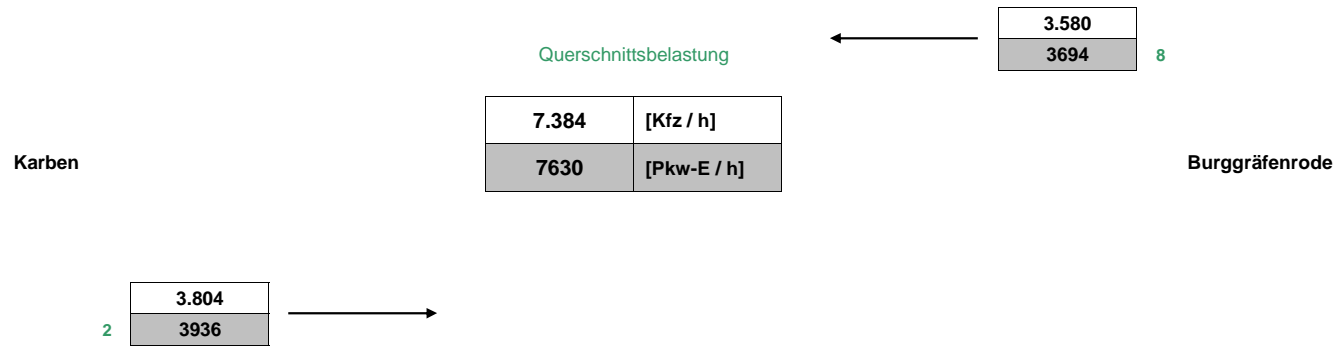 3.580
Querschnittsbelastung
3694 8
7.384 [Kfz / h]
Karben 7630 [Pkw-E / h] Burggräfenrode
3.804
2 3936